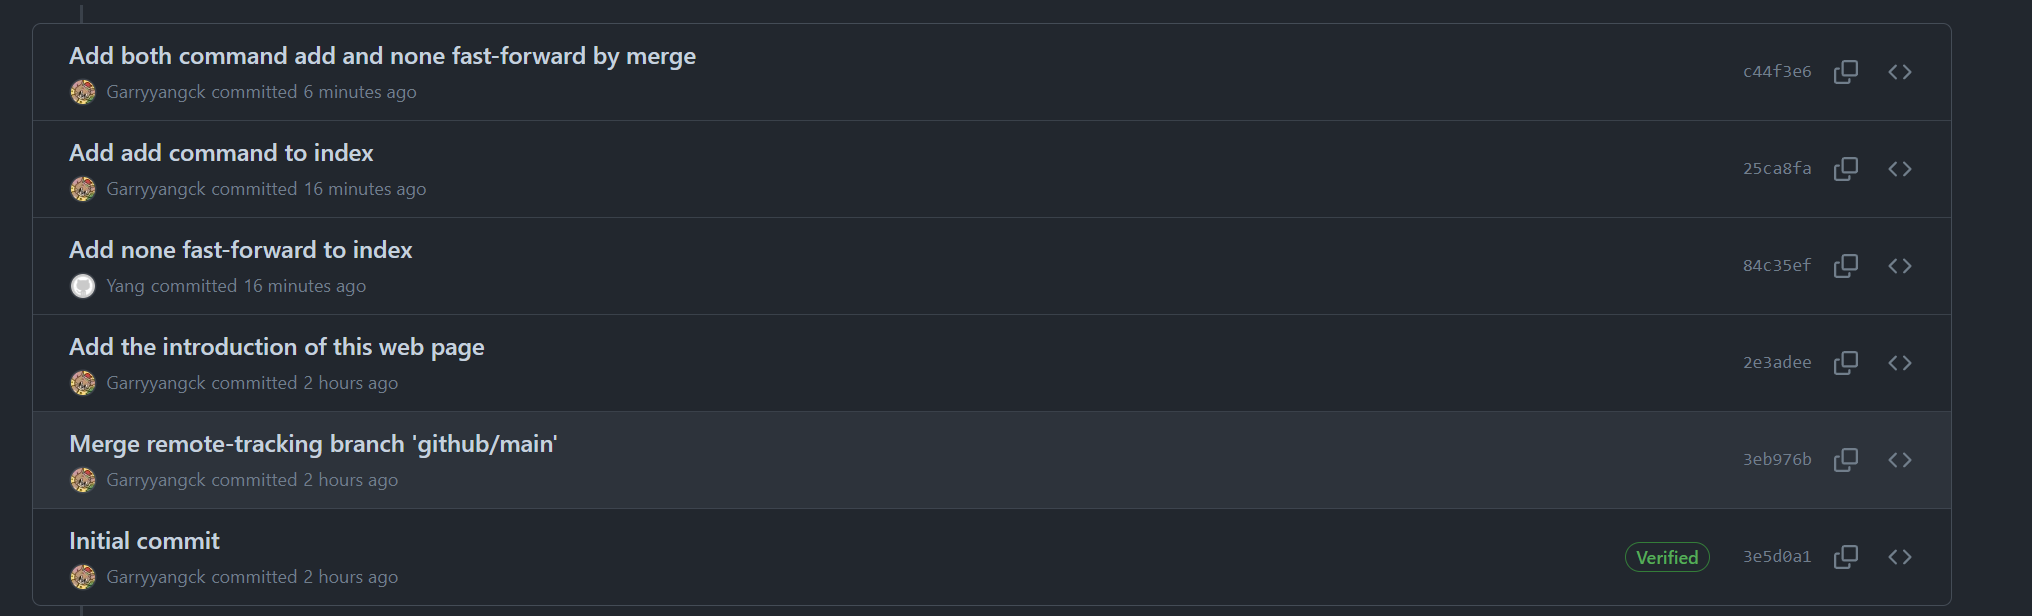 Add both command add and none fast-forward by merge
Garryyangck committed 6 minutes ago
c44f3e6
Add add command to index
Garryyangck committed 16 minutes ago
25ca8fa
Add none fast-forward to index
Yang committed 16 minutes ago
84c35ef
Add the introduction of this web page
Garryyangck committed 2 hours ago
2e3adee
Merge remote-tracking branch 'github/main'
Garryyangck committed 2 hours ago
3eb976b
Initial commit
Garryyangck committed 2 hours ago
Verified
3e5d0a1